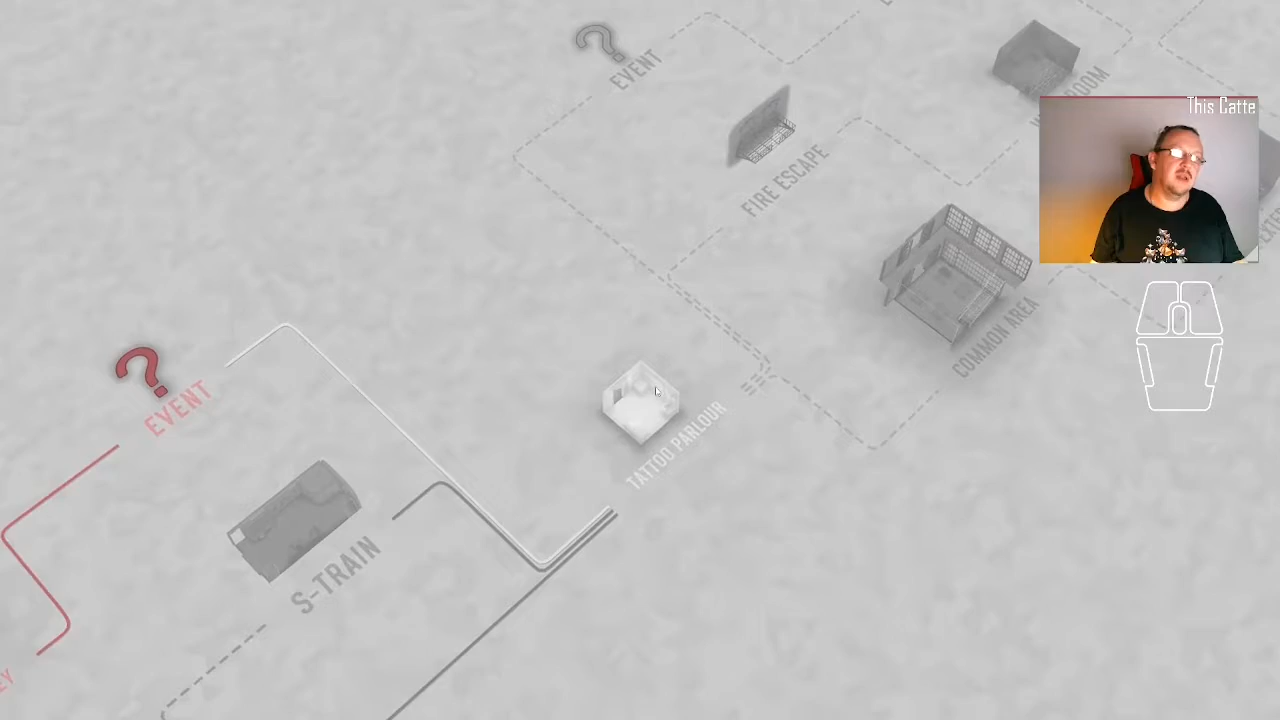 EVENT
FIRE ESCAPE
This Catte
COMMON AREA
EVENT
TATTOO PARLOUR
S-TRAIN